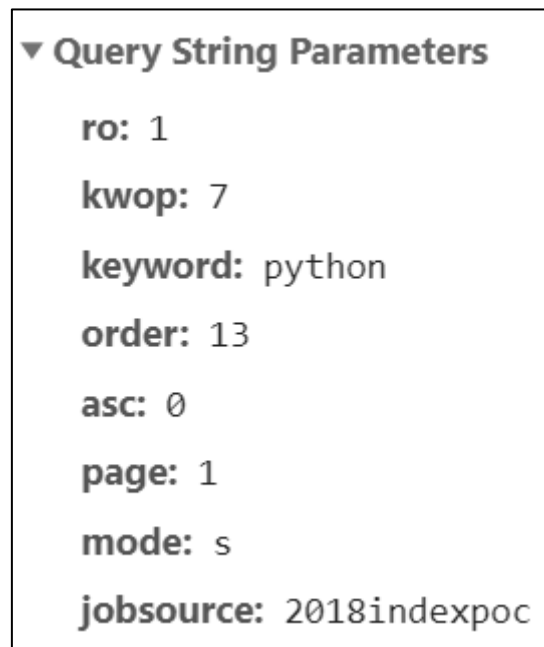 ▼ Query String Parameters
ro: 1
kwop: 7
keyword: python
order: 13
asc: 0
page: 1
mode: s
jobsource: 2018indexpoc